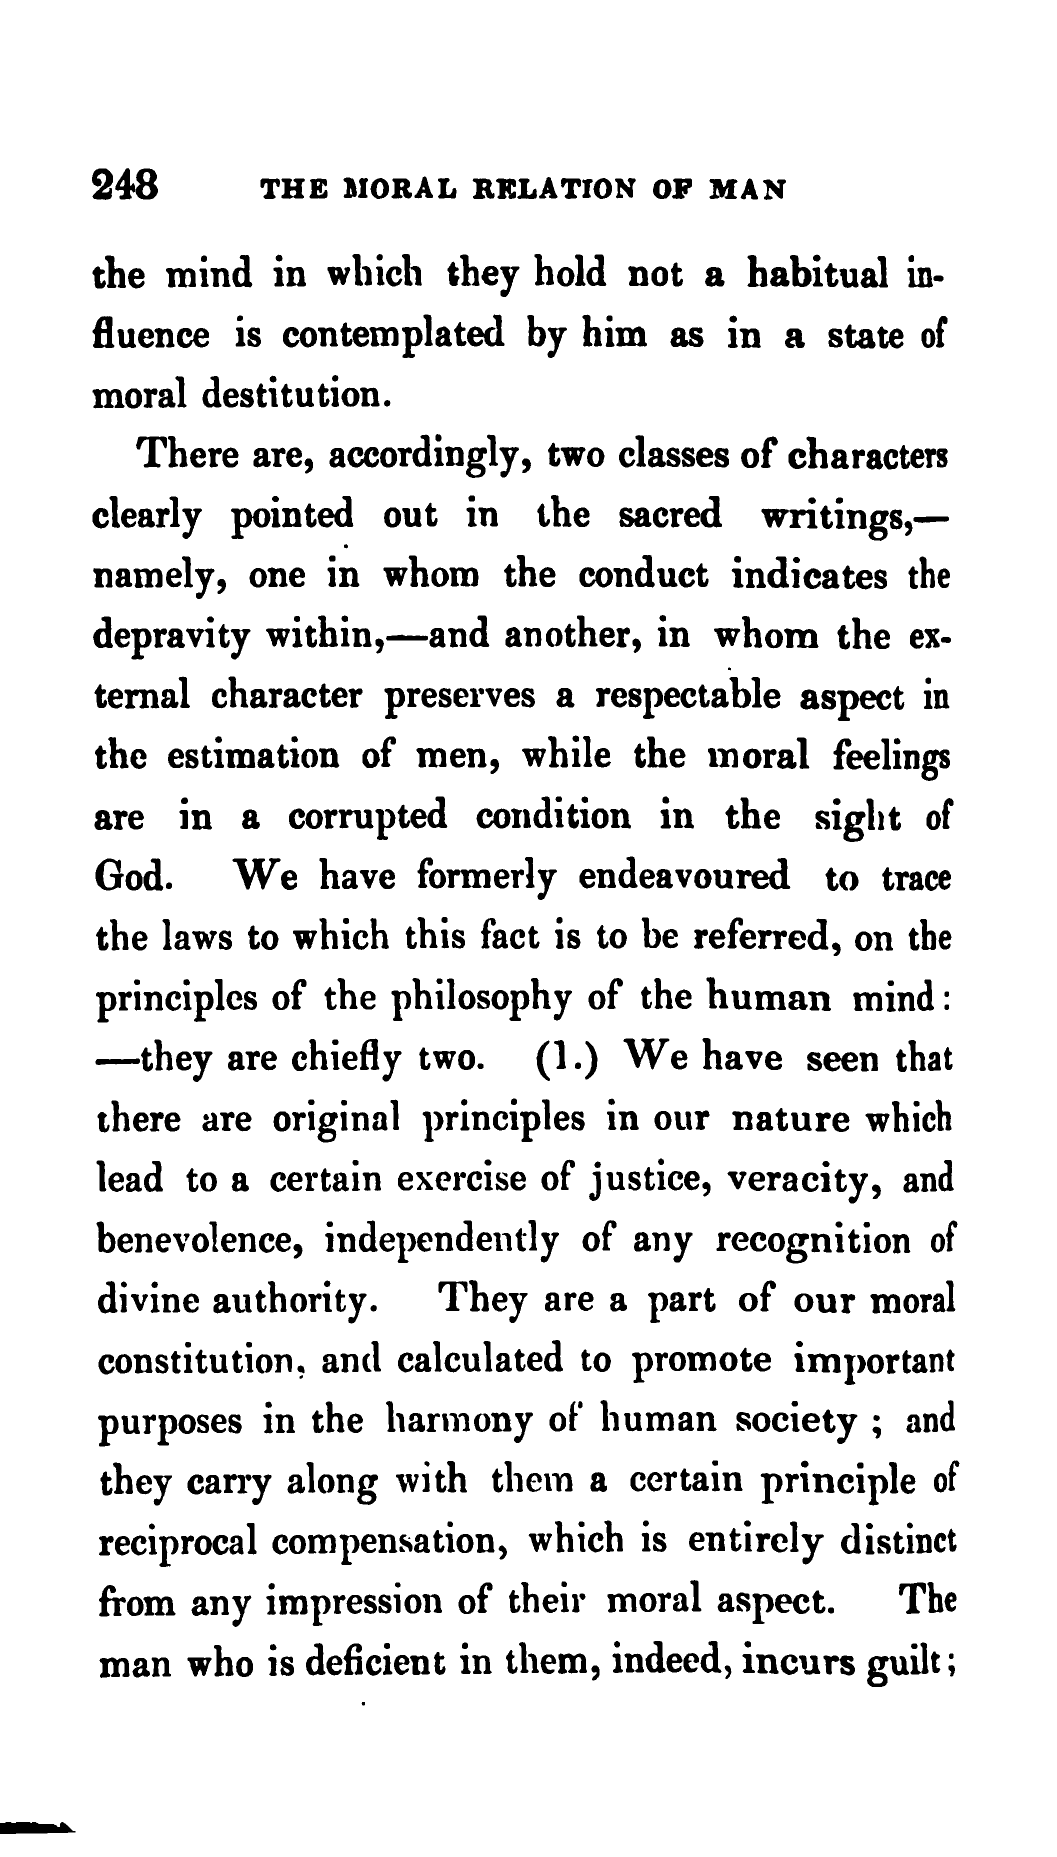 248 THE MORAL RELATION OF MAN
the mind in which they hold not a habitual in-
fluence is contemplated by him as in a state of
moral destitution.
There are, accordingly, two classes of characters
clearly pointed out in the sacred writings,—
namely, one in whom the conduct indicates the
depravity within,—and another, in whom the ex-
ternal character preserves a respectable aspect in
the estimation of men, while the moral feelings
are in a corrupted condition in the sight of
God. We have formerly endeavoured to trace
the laws to which this fact is to be referred, on the
principles of the philosophy of the human mind:
—they are chiefly two. (1.) We have seen that
there are original principles in our nature which
lead to a certain exercise of justice, veracity, and
benevolence, independently of any recognition of
divine authority. They are a part of our moral
constitution, and calculated to promote important
purposes in the harmony of human society ; and
they carry along with them a certain principle of
reciprocal compensation, which is entirely distinct
from any impression of their moral aspect. The
man who is deficient in them, indeed, incurs guilt;